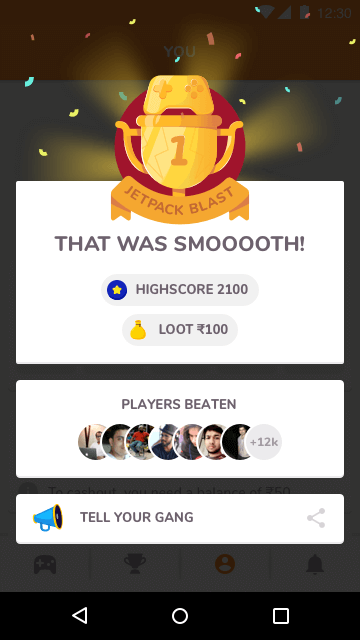 12:30
YOU
1
JETPACK BLAST
THAT WAS SMOOOOTH!
HIGHSCORE 2100
LOOT ₹100
PLAYERS BEATEN
+12k
To cashout, you need a balance of ₹50
TELL YOUR GANG